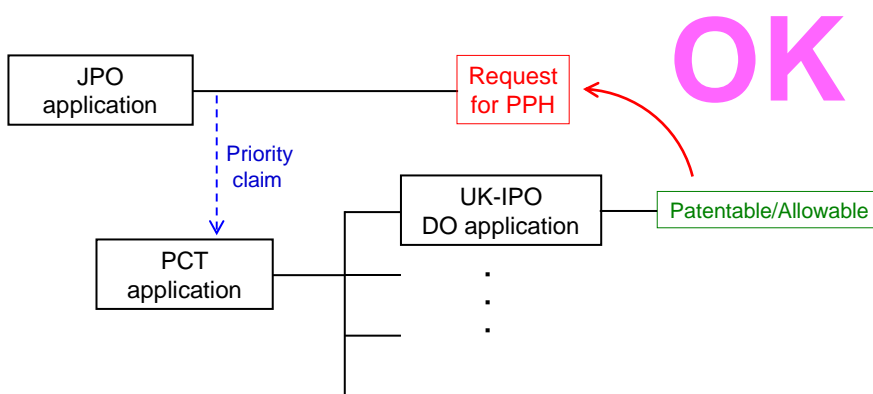 OK
JPO
application
Request
for PPH
Priority
claim
UK-IPO
DO application
Patentable/Allowable
PCT
application